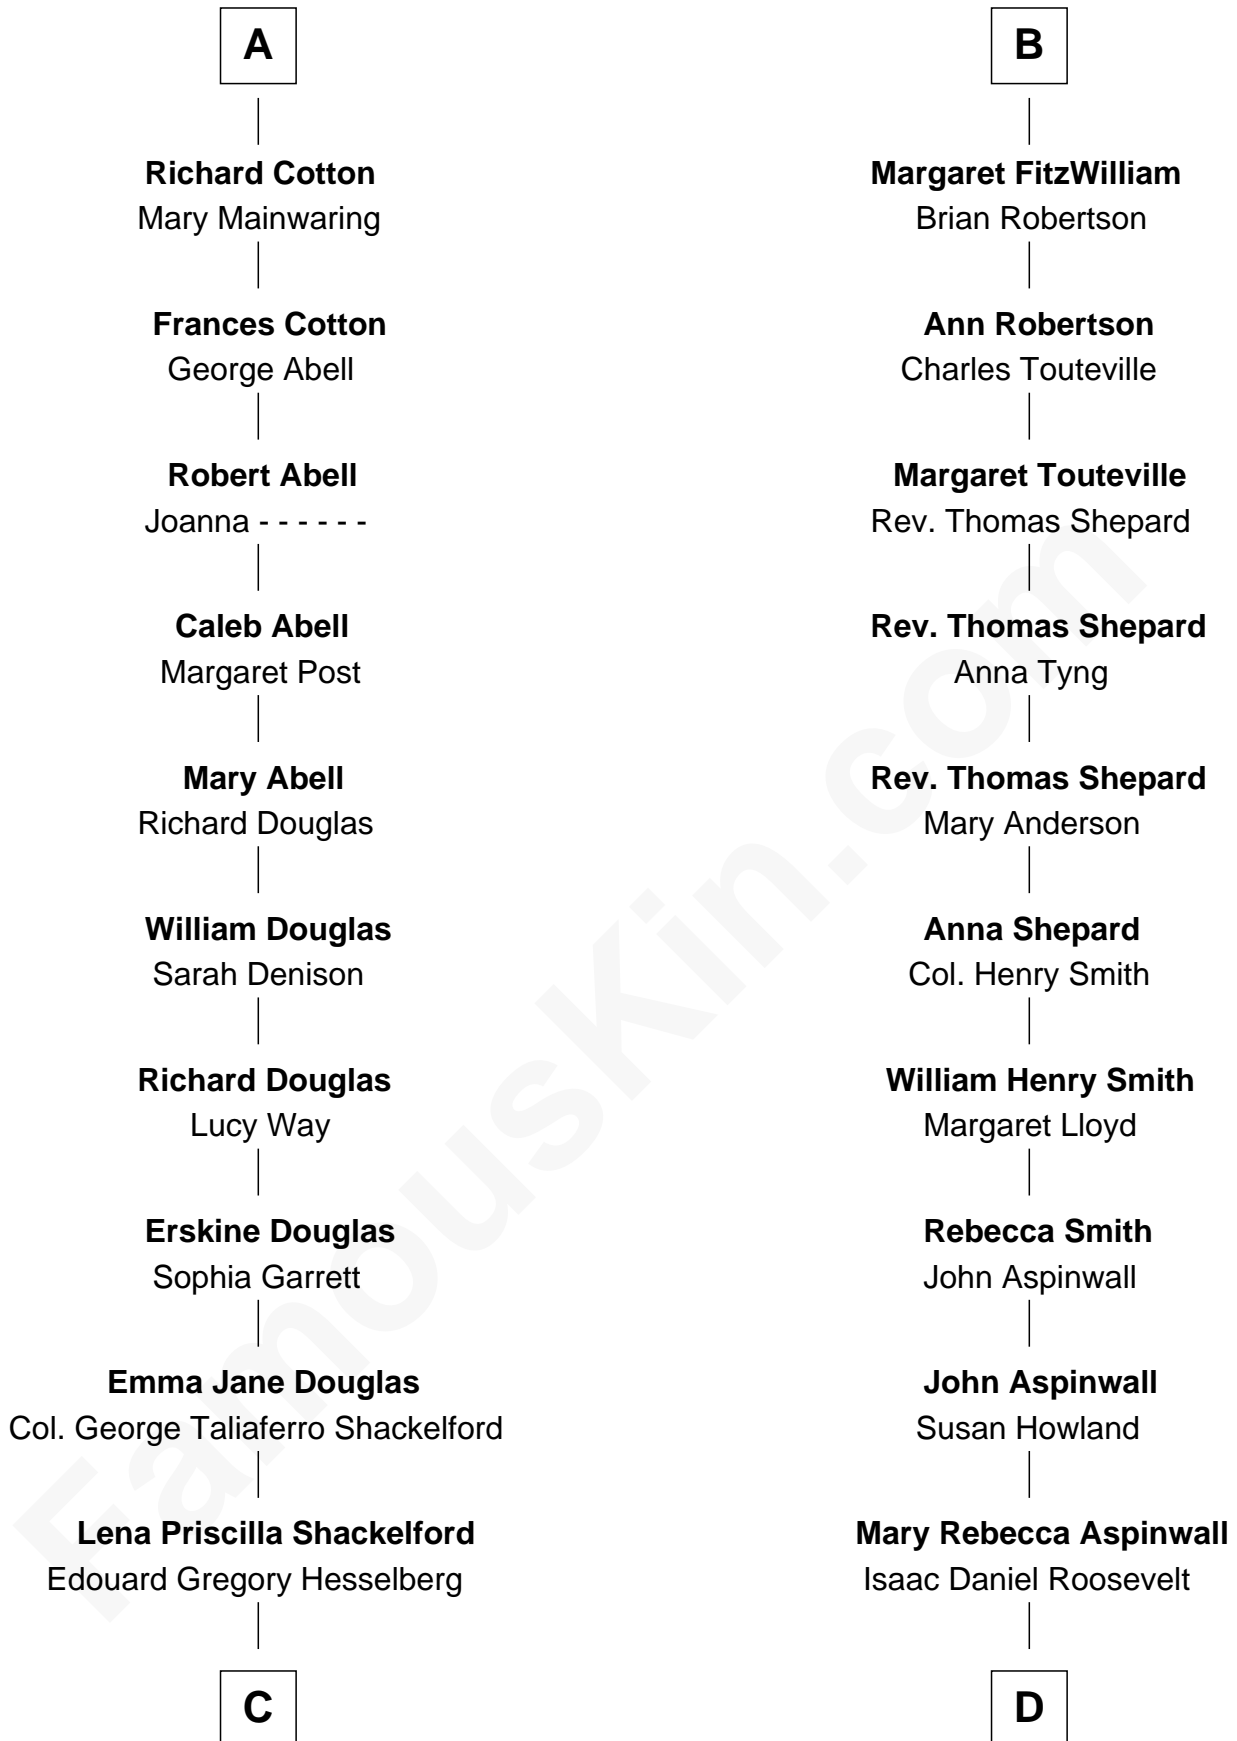 A
Richard Cotton
Mary Mainwaring
Frances Cotton
George Abell
Robert Abell
Joanna - - - - - -
Caleb Abell
Margaret Post
Mary Abell
Richard Douglas
William Douglas
Sarah Denison
Richard Douglas
Lucy Way
Erskine Douglas
Sophia Garrett
Emma Jane Douglas
Col. George Taliaferro Shackelford
Lena Priscilla Shackelford
Edouard Gregory Hesselberg
C
B
Margaret FitzWilliam
Brian Robertson
Ann Robertson
Charles Touteville
Margaret Touteville
Rev. Thomas Shepard
Rev. Thomas Shepard
Anna Tyng
Rev. Thomas Shepard
Mary Anderson
Anna Shepard
Col. Henry Smith
William Henry Smith
Margaret Lloyd
Rebecca Smith
John Aspinwall
John Aspinwall
Susan Howland
Mary Rebecca Aspinwall
Isaac Daniel Roosevelt
D
FamousKin.com